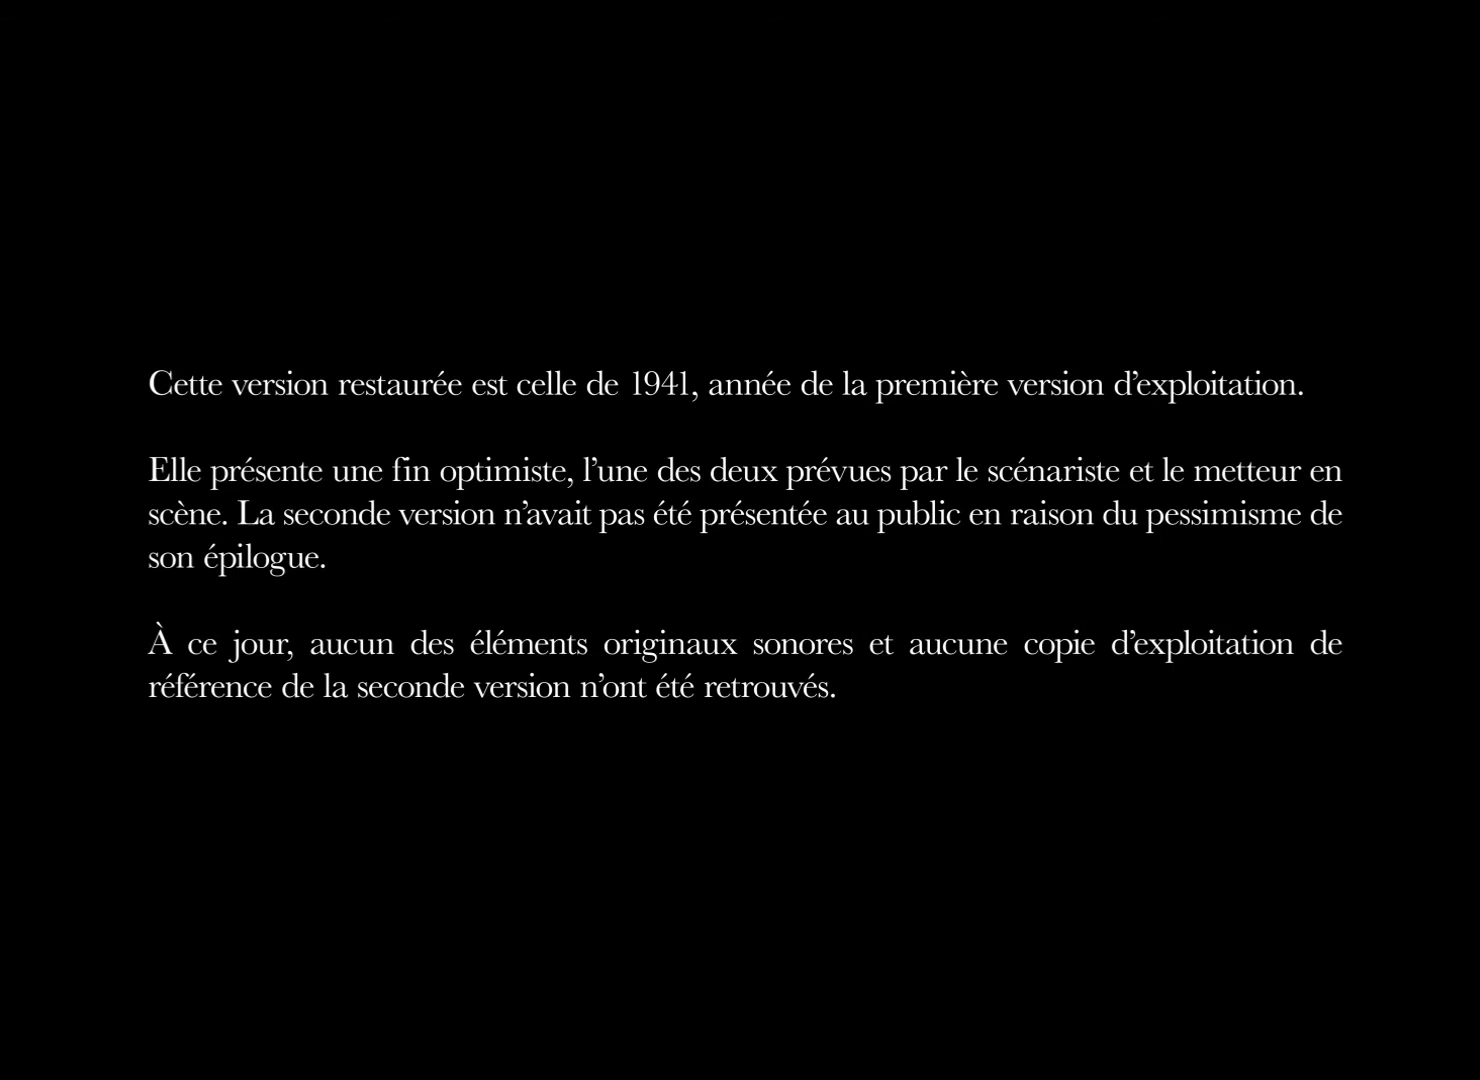 Cette version restaurée est celle de 1941, année de la première version d’exploitation.
Elle présente une fin optimiste, l’une des deux prévues par le scénariste et le metteur en
scène. La seconde version n’avait pas été présentée au public en raison du pessimisme de
son épilogue.
À ce jour, aucun des éléments originaux sonores et aucune copie d’exploitation de
référence de la seconde version n’ont été retrouvés.